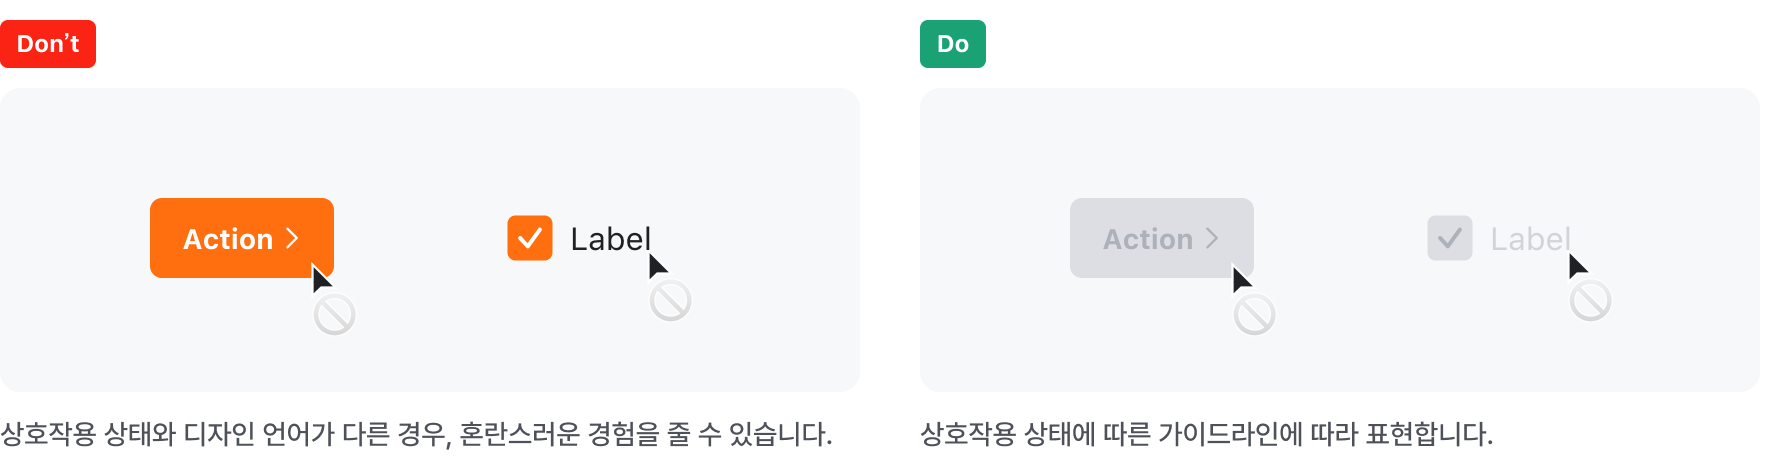 Don’t
Action
Label
상호작용 상태와 디자인 언어가 다른 경우, 혼란스러운 경험을 줄 수 있습니다.
Do
Action
Label
상호작용 상태에 따른 가이드라인에 따라 표현합니다.